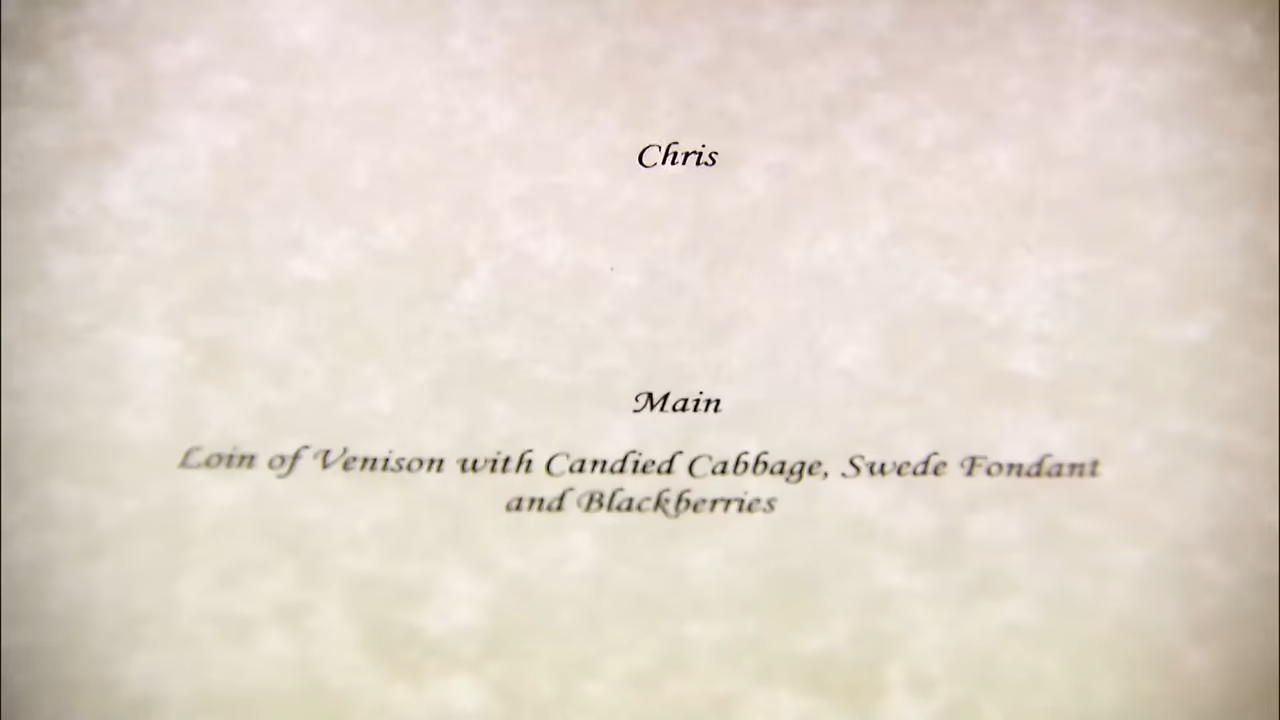 Chris
Main
Loin of Venison with Candied Cabbage, Swede Fondant
and Blackberries